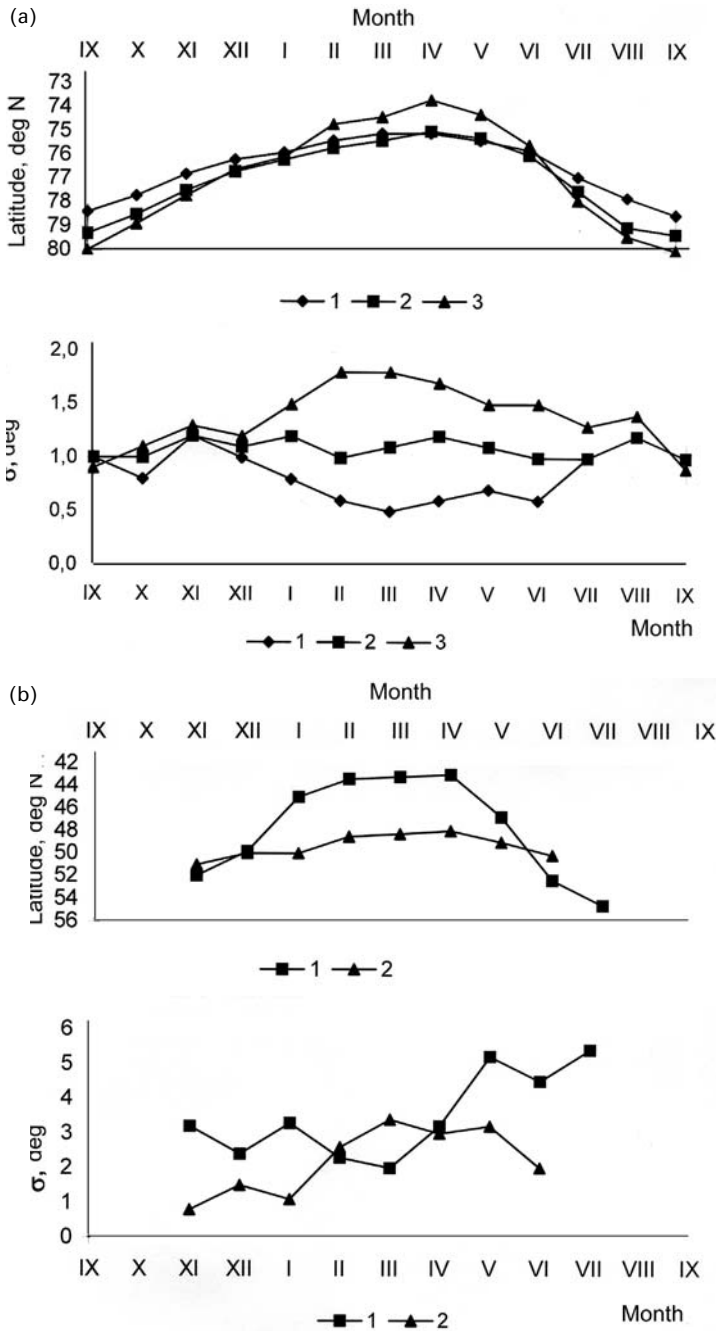 (a)
Month
IX X XI XII I II III IV V VI VII VIII IX
Latitude, deg N
73
74
75
76
77
78
79
80
1 2 3
σ, deg
2,0
1,5
1,0
0,5
0,0
IX X XI XII I II III IV V VI VII VIII IX
Month
1 2 3
(b)
Month
IX X XI XII I II III IV V VI VII VIII IX
Latitude, deg N
42
44
46
48
50
52
54
56
1 2
σ, deg
6
5
4
3
2
1
0
IX X XI XII I II III IV V VI VII VIII IX
Month
1 2